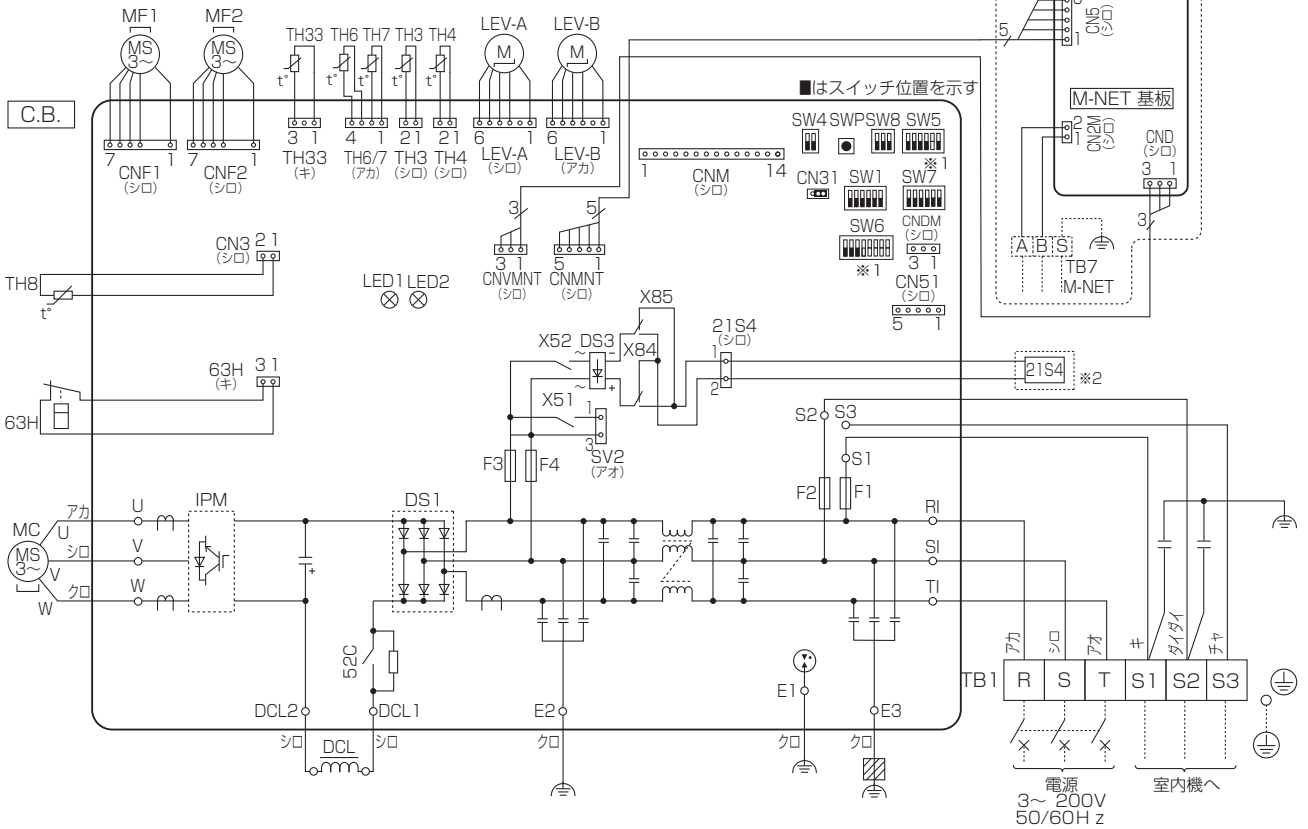 MF1
MS
3～
MF2
MS
3～
TH33 TH6 TH7 TH3 TH4
t° t° t° t° t°
LEV-A
M
LEV-B
M
5
CN5
(シロ)
1
■はスイッチ位置を示す
M-NET 基板
C.B.
7 1
CNF1
(シロ)
7 1
CNF2
(シロ)
3 1
TH33
(キ)
4 1
TH6/7
(アカ)
2 1
TH3
(シロ)
2 1
TH4
(シロ)
6 1
LEV-A
(シロ)
6 1
LEV-B
(アカ)
1 14
CNM
(シロ)
SW4 SWP SW8 SW5
※1
CN31 SW1 SW7
SW6
※1
CNDM
(シロ)
3 1
CN51
(シロ)
5 1
2
1
CN2M
(シロ)
CND
(シロ)
3 1
3
A B S
TB7
M-NET
3
3 1
CNVMNT
(シロ)
5
5 1
CNMNT
(シロ)
CN3
(シロ)
2 1
TH8
t°
LED1 LED2
63H
(キ)
3 1
63H
X85
X52 DS3 X84
～ －
～ ＋
X51
1
3
SV2
(アオ)
21S4
(シロ)
1
2
21S4 ※2
S2 S3
S1
F3 F4
F2 F1
MC
MS
3～
アカ
U
シロ
V
クロ
W
U
V
W
IPM
+
DS1
RI
SI
TI
52C
DCL2 DCL1
シロ シロ
DCL
E2
クロ
E1
クロ
E3
クロ
アカ シロ アオ キ ダイダイ チャ
TB1 R S T S1 S2 S3
電源
3～ 200V
50/60Hz
室内機へ